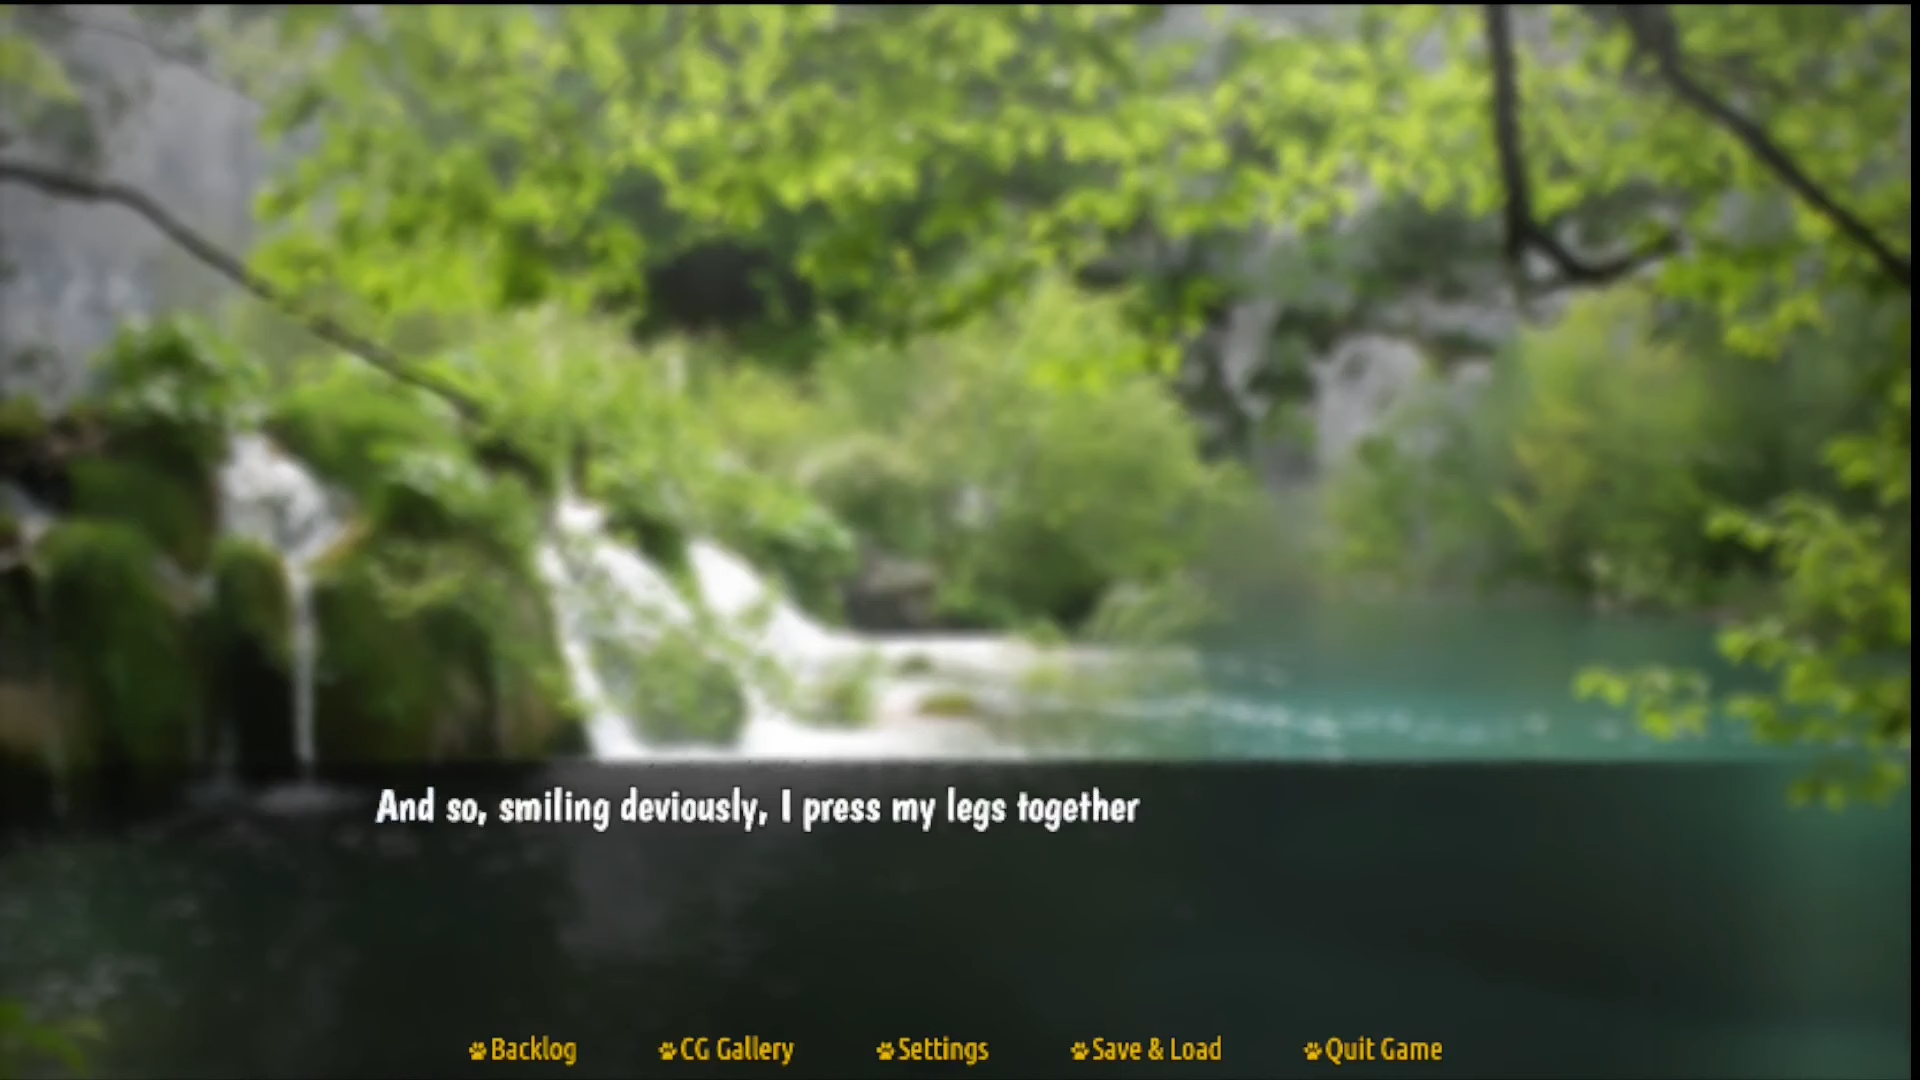 And so, smiling deviously, I press my legs together
Backlog CG Gallery Settings Save & Load Quit Game